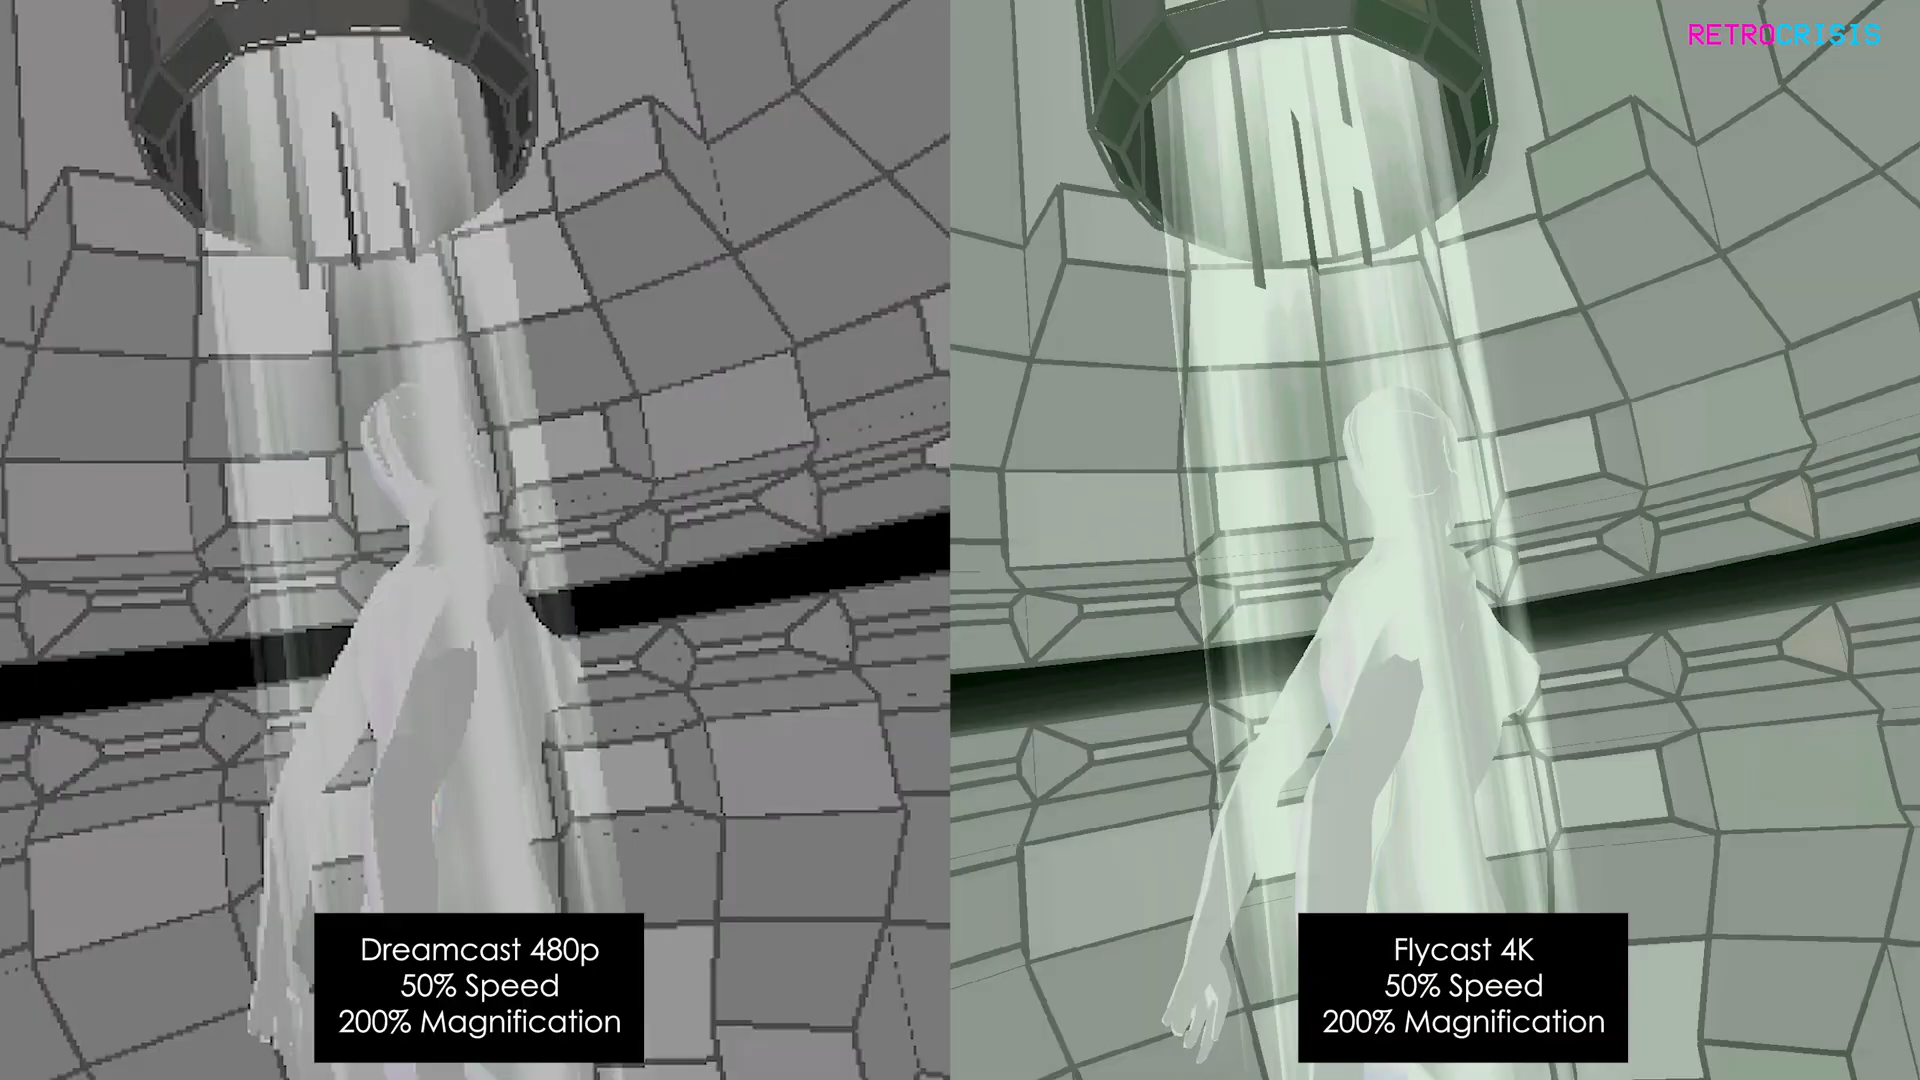 RETROCRISIS
Dreamcast 480p
50% Speed
200% Magnification
Flycast 4K
50% Speed
200% Magnification